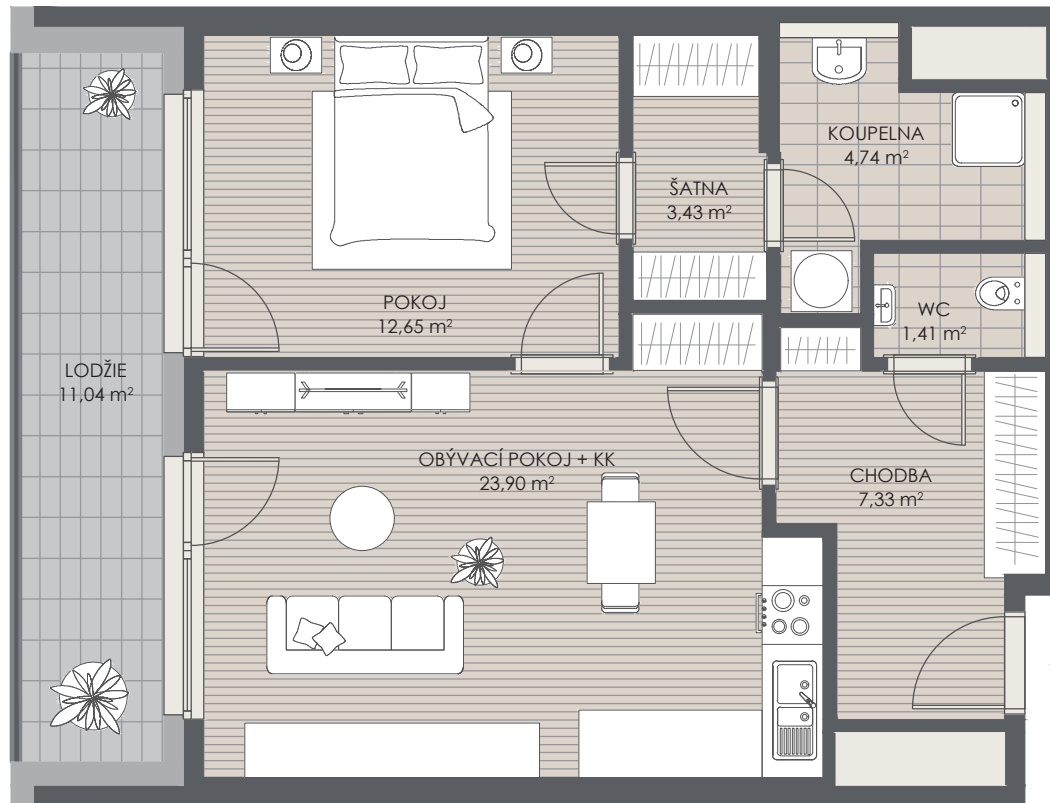 KOUPELNA
4,74 m²
ŠATNA
3,43 m²
POKOJ
12,65 m²
WC
1,41 m²
LODŽIE
11,04 m²
OBÝVACÍ POKOJ + KK
23,90 m²
CHODBA
7,33 m²